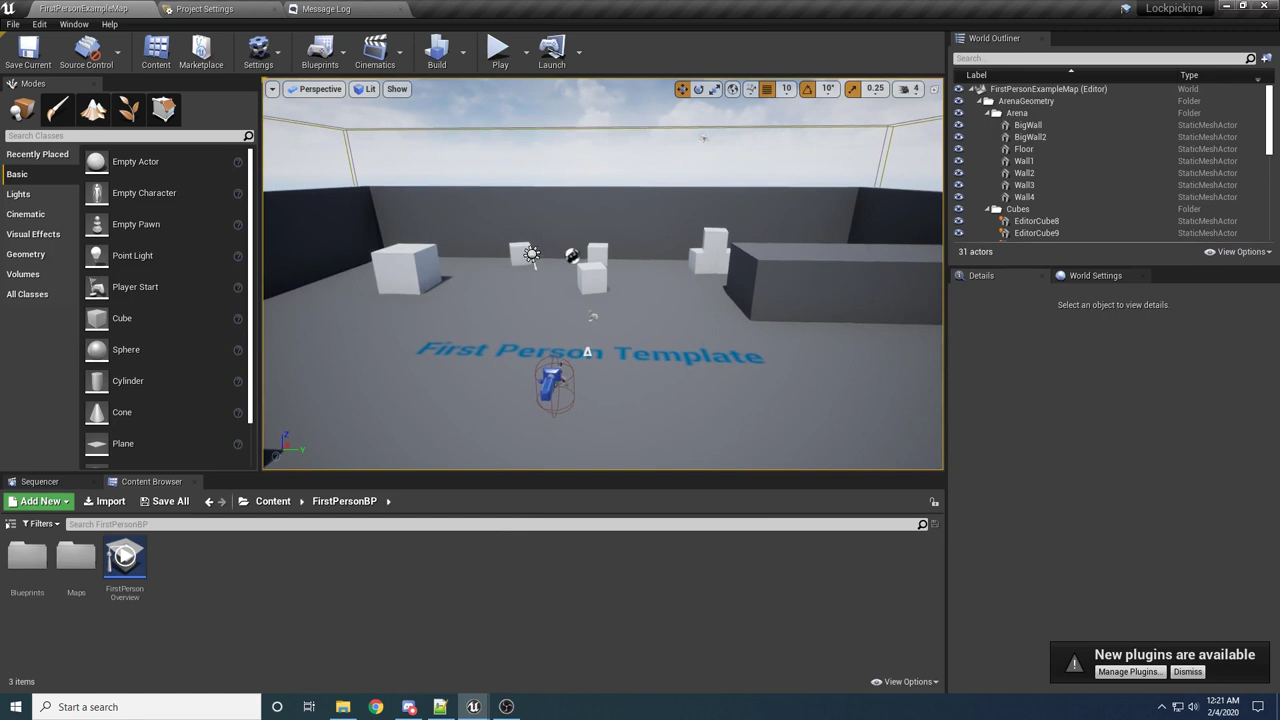 FirstPersonExampleMap
Project Settings
Message Log
Lockpicking
File Edit Window Help
Save Current
Source Control
Content
Marketplace
Settings
Blueprints
Cinematics
Build
Play
Launch
Modes
Search Classes
Recently Placed
Basic
Lights
Cinematic
Visual Effects
Geometry
Volumes
All Classes
Empty Actor
Empty Character
Empty Pawn
Point Light
Player Start
Cube
Sphere
Cylinder
Cone
Plane
Perspective
Lit
Show
10
10°
0.25
4
First Person Template
Z
Y
World Outliner
Search...
Label Type
FirstPersonExampleMap (Editor) World
ArenaGeometry Folder
Arena Folder
BigWall StaticMeshActor
BigWall2 StaticMeshActor
Floor StaticMeshActor
Wall1 StaticMeshActor
Wall2 StaticMeshActor
Wall3 StaticMeshActor
Wall4 StaticMeshActor
Cubes Folder
EditorCube8 StaticMeshActor
EditorCube9 StaticMeshActor
31 actors
View Options
Details
World Settings
Select an object to view details.
Sequencer
Content Browser
Add New
Import
Save All
Content
FirstPersonBP
Filters
Search FirstPersonBP
Blueprints
Maps
FirstPerson
Overview
3 items
View Options
New plugins are available
Manage Plugins...
Dismiss
Start a search
12:21 AM
2/4/2020